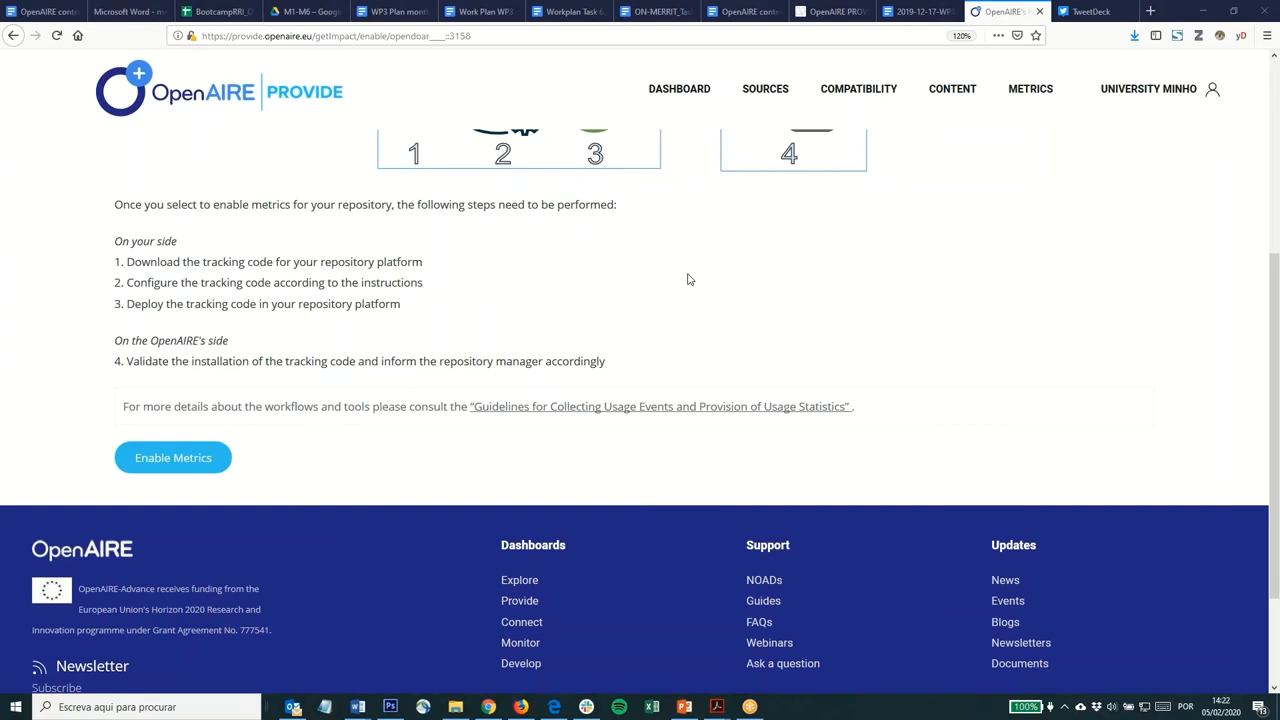 OpenAIRE con
Microsoft Word - m
BootcampRRI_O
M1-M6 – Googl
WP3 Plan month
Work Plan WP3
Workplan Task 6.
ON-MERRIT_Tas
OpenAIRE conte
OpenAIRE PROV
2019-12-17-WP3
OpenAIRE's
TweetDeck
https://provide.openaire.eu/getImpact/enable/opendoar____::3158
120%
OpenAIRE PROVIDE
DASHBOARD
SOURCES
COMPATIBILITY
CONTENT
METRICS
UNIVERSITY MINHO
1 2 3 4
Once you select to enable metrics for your repository, the following steps need to be performed:
On your side
1. Download the tracking code for your repository platform
2. Configure the tracking code according to the instructions
3. Deploy the tracking code in your repository platform
On the OpenAIRE's side
4. Validate the installation of the tracking code and inform the repository manager accordingly
For more details about the workflows and tools please consult the “Guidelines for Collecting Usage Events and Provision of Usage Statistics” .
Enable Metrics
OpenAIRE
OpenAIRE-Advance receives funding from the
European Union's Horizon 2020 Research and
Innovation programme under Grant Agreement No. 777541.
Newsletter
Subscribe
Dashboards
Explore
Provide
Connect
Monitor
Develop
Support
NOADs
Guides
FAQs
Webinars
Ask a question
Updates
News
Events
Blogs
Newsletters
Documents
Escreva aqui para procurar
100%
POR
14:22
05/02/2020